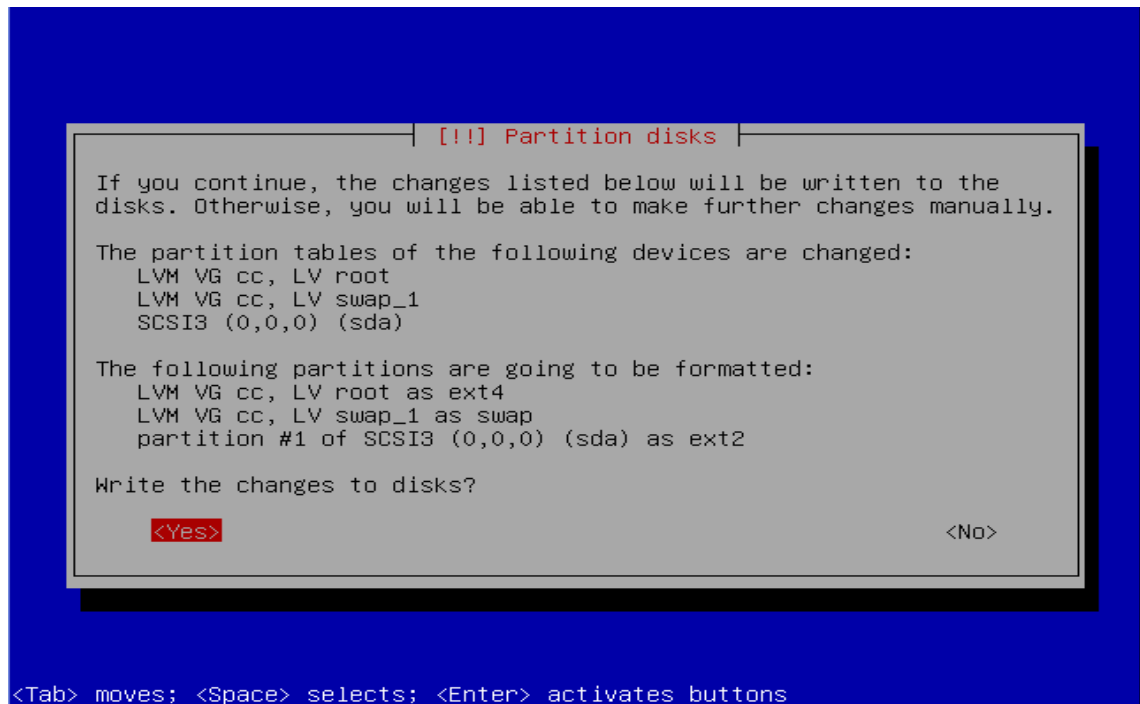 [!!] Partition disks
If you continue, the changes listed below will be written to the
disks. Otherwise, you will be able to make further changes manually.
The partition tables of the following devices are changed:
LVM VG cc, LV root
LVM VG cc, LV swap_1
SCSI3 (0,0,0) (sda)
The following partitions are going to be formatted:
LVM VG cc, LV root as ext4
LVM VG cc, LV swap_1 as swap
partition #1 of SCSI3 (0,0,0) (sda) as ext2
Write the changes to disks?
<Yes> <No>
<Tab> moves; <Space> selects; <Enter> activates buttons